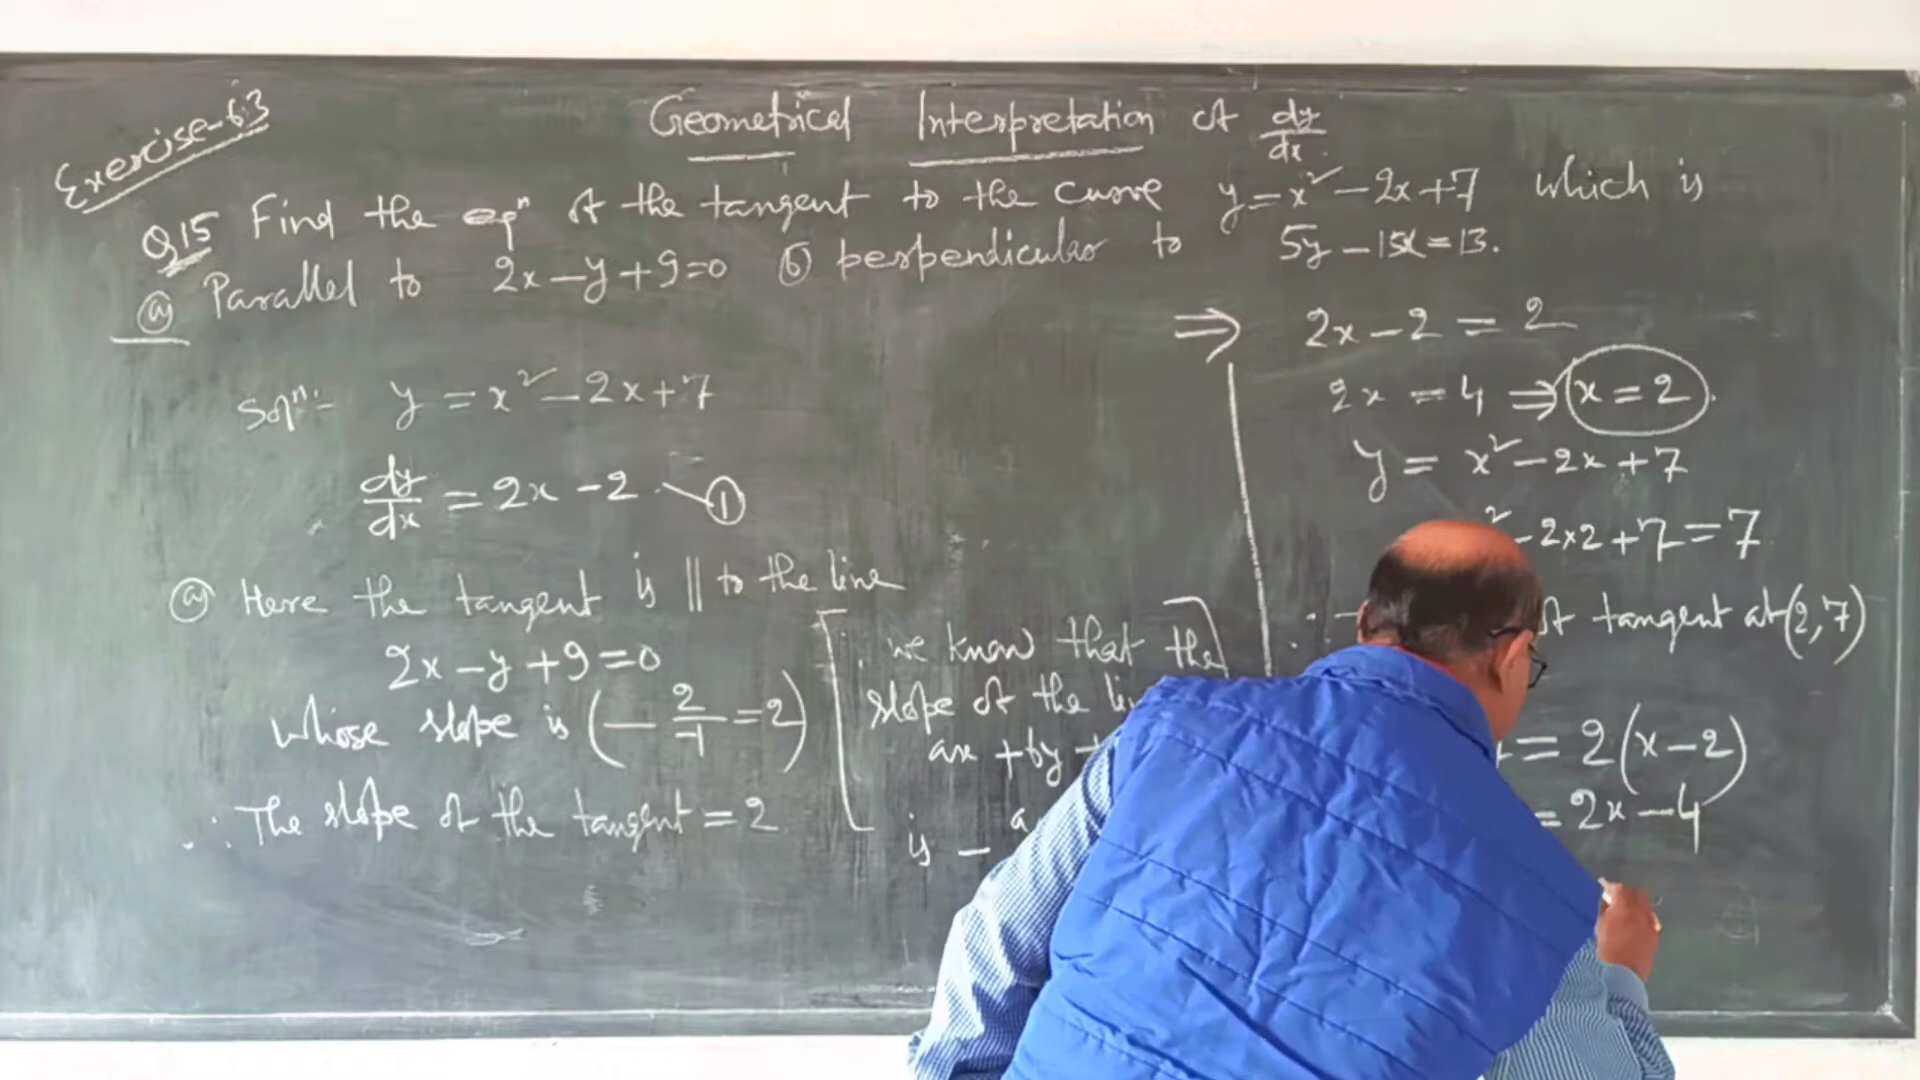 Exercise-6.3
Geometrical Interpretation of dy/dx.
Q15 Find the eqⁿ of the tangent to the curve y = x² - 2x + 7 which is
(a) Parallel to 2x - y + 9 = 0 (b) perpendicular to 5y - 15x = 13.
Solⁿ:- y = x² - 2x + 7
dy/dx = 2x - 2 — ①
(a) Here the tangent is || to the line
2x - y + 9 = 0
whose slope is (- 2/-1 = 2)
∴ The slope of the tangent = 2
[∵ we know that the
slope of the
ax + by +
is - a
⇒ 2x - 2 = 2
2x = 4 ⇒ x = 2.
y = x² - 2x + 7
² - 2×2 + 7 = 7
∴ of tangent at (2, 7)
= 2(x - 2)
= 2x - 4